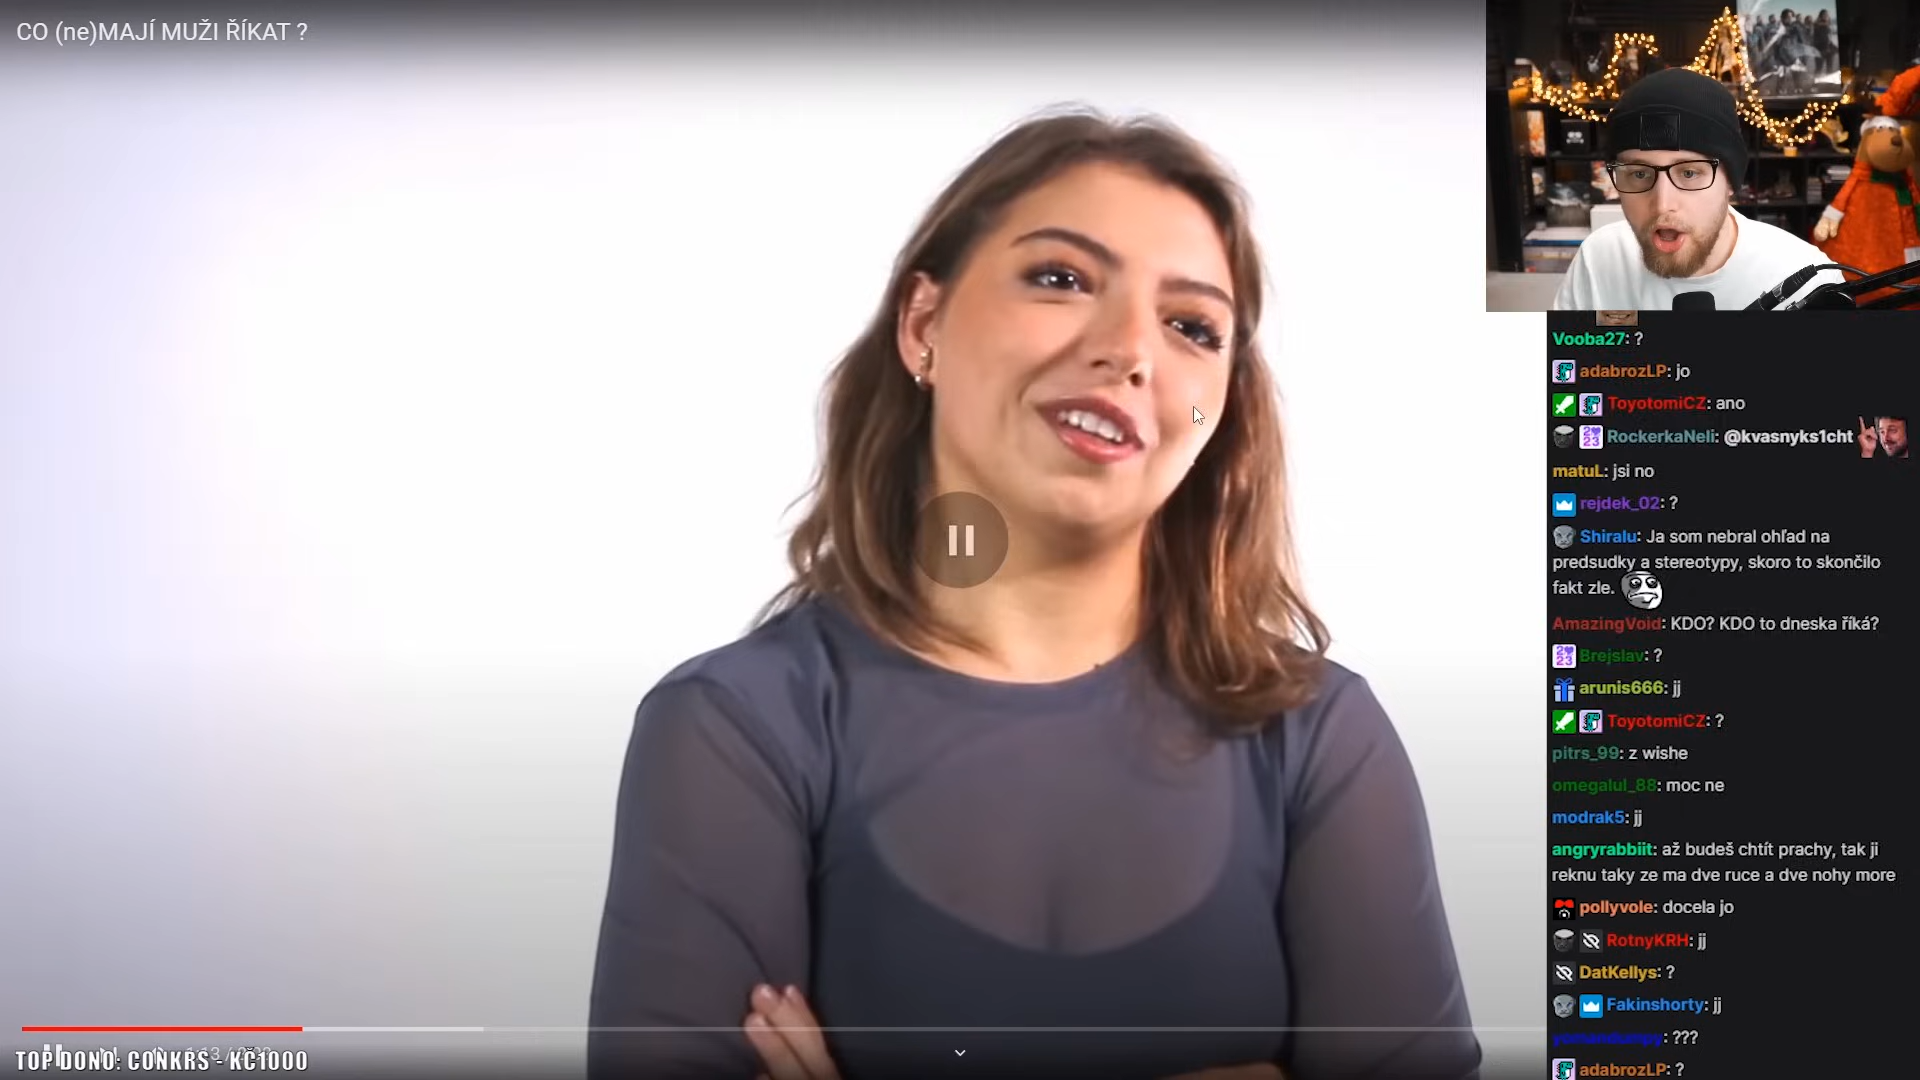 CO (ne)MAJÍ MUŽI ŘÍKAT ?
Vooba27: ?
adabrozLP: jo
ToyotomiCZ: ano
RockerkaNeli: @kvasnyks1cht
matuL: jsi no
rejdek_02: ?
Shiralu: Ja som nebral ohľad na
predsudky a stereotypy, skoro to skončilo
fakt zle.
AmazingVoid: KDO? KDO to dneska říká?
Brejslav: ?
arunis666: jj
ToyotomiCZ: ?
pitrs_99: z wishe
omegalul_88: moc ne
modrak5: jj
angryrabbiit: až budeš chtít prachy, tak ji
reknu taky ze ma dve ruce a dve nohy more
pollyvole: docela jo
RotnyKRH: jj
DatKellys: ?
Fakinshorty: jj
???
adabrozLP: ?
TOP DONO: CONKRS - KČ1000